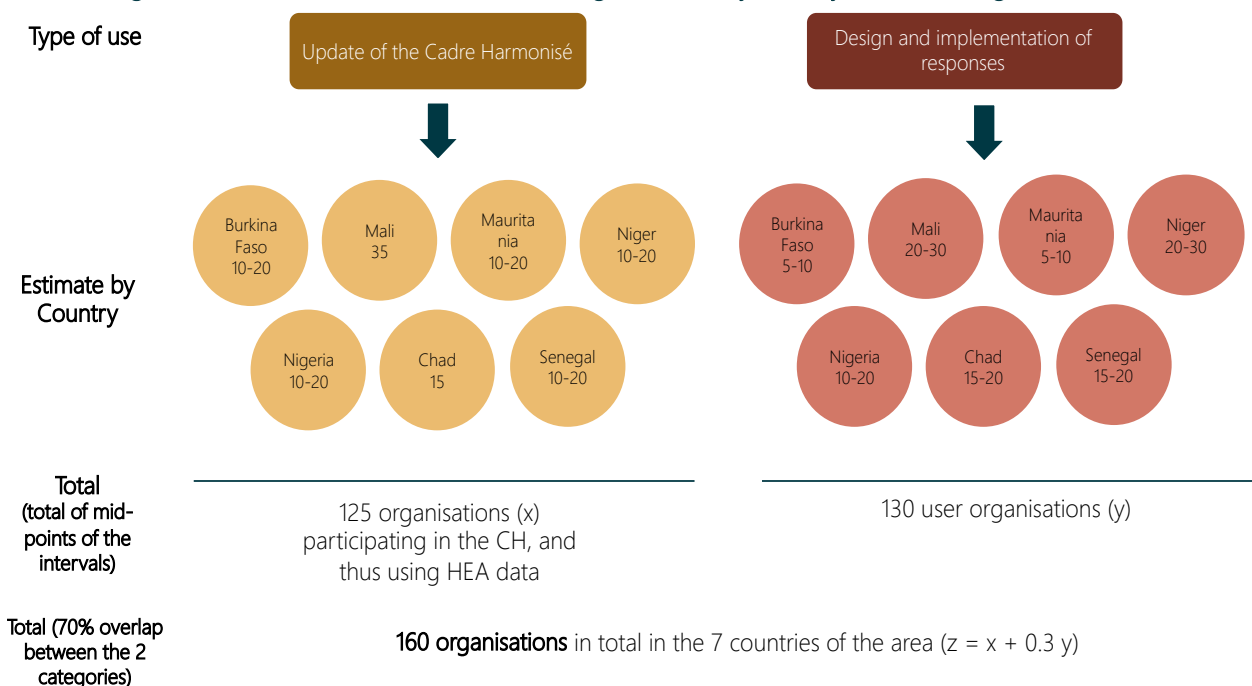 Type of use
Update of the Cadre Harmonisé
Design and implementation of
responses
Estimate by
Country
Burkina
Faso
10-20
Mali
35
Maurita
nia
10-20
Niger
10-20
Nigeria
10-20
Chad
15
Senegal
10-20
Burkina
Faso
5-10
Mali
20-30
Maurita
nia
5-10
Niger
20-30
Nigeria
10-20
Chad
15-20
Senegal
15-20
Total
(total of mid-
points of the
intervals)
125 organisations (x)
participating in the CH, and
thus using HEA data
130 user organisations (y)
Total (70% overlap
between the 2
categories)
160 organisations in total in the 7 countries of the area (z = x + 0.3 y)